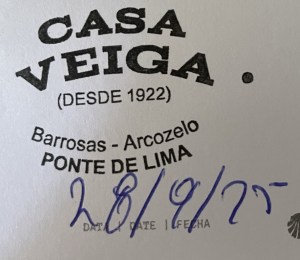 CASA
VEIGA.
(DESDE 1922)
Barrosas - Arcozelo
PONTE DE LIMA
28/9/25
DATA | DATE | FECHA